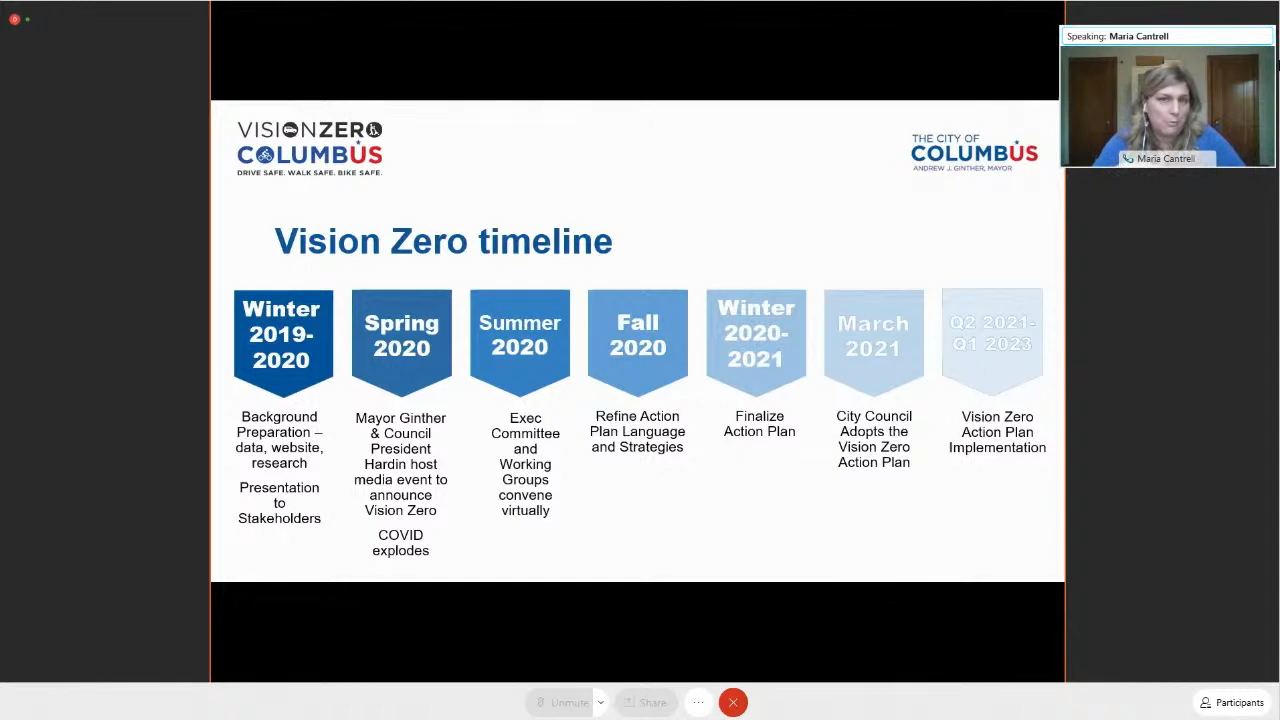 Speaking: Maria Cantrell
Maria Cantrell
VISIONZERO
COLUMBUS
DRIVE SAFE. WALK SAFE. BIKE SAFE.
THE CITY OF
COLUMBUS
ANDREW J. GINTHER, MAYOR
Vision Zero timeline
Winter
2019-
2020
Background
Preparation –
data, website,
research
Presentation
to
Stakeholders
Spring
2020
Mayor Ginther
& Council
President
Hardin host
media event to
announce
Vision Zero
COVID
explodes
Summer
2020
Exec
Committee
and
Working
Groups
convene
virtually
Fall
2020
Refine Action
Plan Language
and Strategies
Winter
2020-
2021
Finalize
Action Plan
March
2021
City Council
Adopts the
Vision Zero
Action Plan
Q2 2021-
Q1 2023
Vision Zero
Action Plan
Implementation
Unmute
Share
Participants